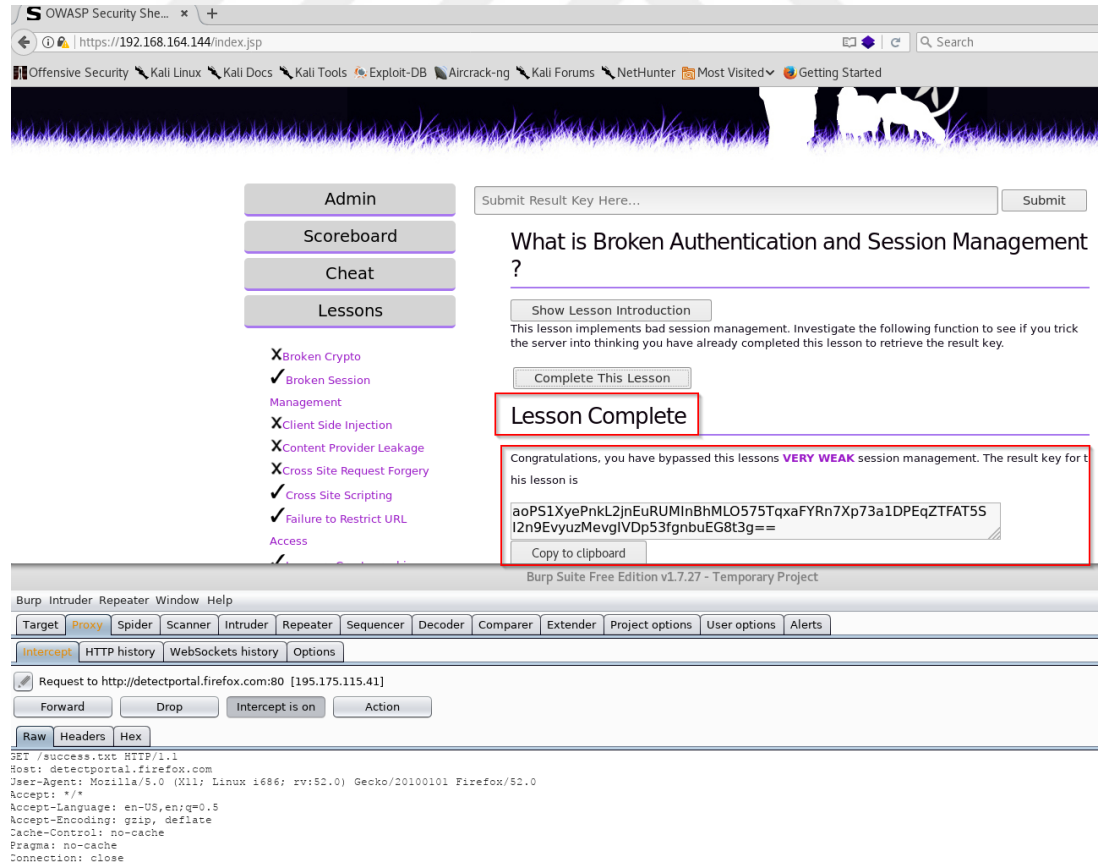 OWASP Security She...
https://192.168.164.144/index.jsp
Search
Offensive Security Kali Linux Kali Docs Kali Tools Exploit-DB Aircrack-ng Kali Forums NetHunter Most Visited Getting Started
Admin
Scoreboard
Cheat
Lessons
Broken Crypto
Broken Session
Management
Client Side Injection
Content Provider Leakage
Cross Site Request Forgery
Cross Site Scripting
Failure to Restrict URL
Access
Submit Result Key Here... Submit
What is Broken Authentication and Session Management
?
Show Lesson Introduction
This lesson implements bad session management. Investigate the following function to see if you trick
the server into thinking you have already completed this lesson to retrieve the result key.
Complete This Lesson
Lesson Complete
Congratulations, you have bypassed this lessons VERY WEAK session management. The result key for t
his lesson is
aoPS1XyePnkL2jnEuRUMInBhMLO575TqxaFYRn7Xp73a1DPEqZTFAT5S
I2n9EvyuzMevgIVDp53fgnbuEG8t3g==
Copy to clipboard
Burp Suite Free Edition v1.7.27 - Temporary Project
Burp Intruder Repeater Window Help
Target Proxy Spider Scanner Intruder Repeater Sequencer Decoder Comparer Extender Project options User options Alerts
Intercept HTTP history WebSockets history Options
Request to http://detectportal.firefox.com:80 [195.175.115.41]
Forward Drop Intercept is on Action
Raw Headers Hex
GET /success.txt HTTP/1.1
Host: detectportal.firefox.com
User-Agent: Mozilla/5.0 (X11; Linux i686; rv:52.0) Gecko/20100101 Firefox/52.0
Accept: */*
Accept-Language: en-US,en;q=0.5
Accept-Encoding: gzip, deflate
Cache-Control: no-cache
Pragma: no-cache
Connection: close